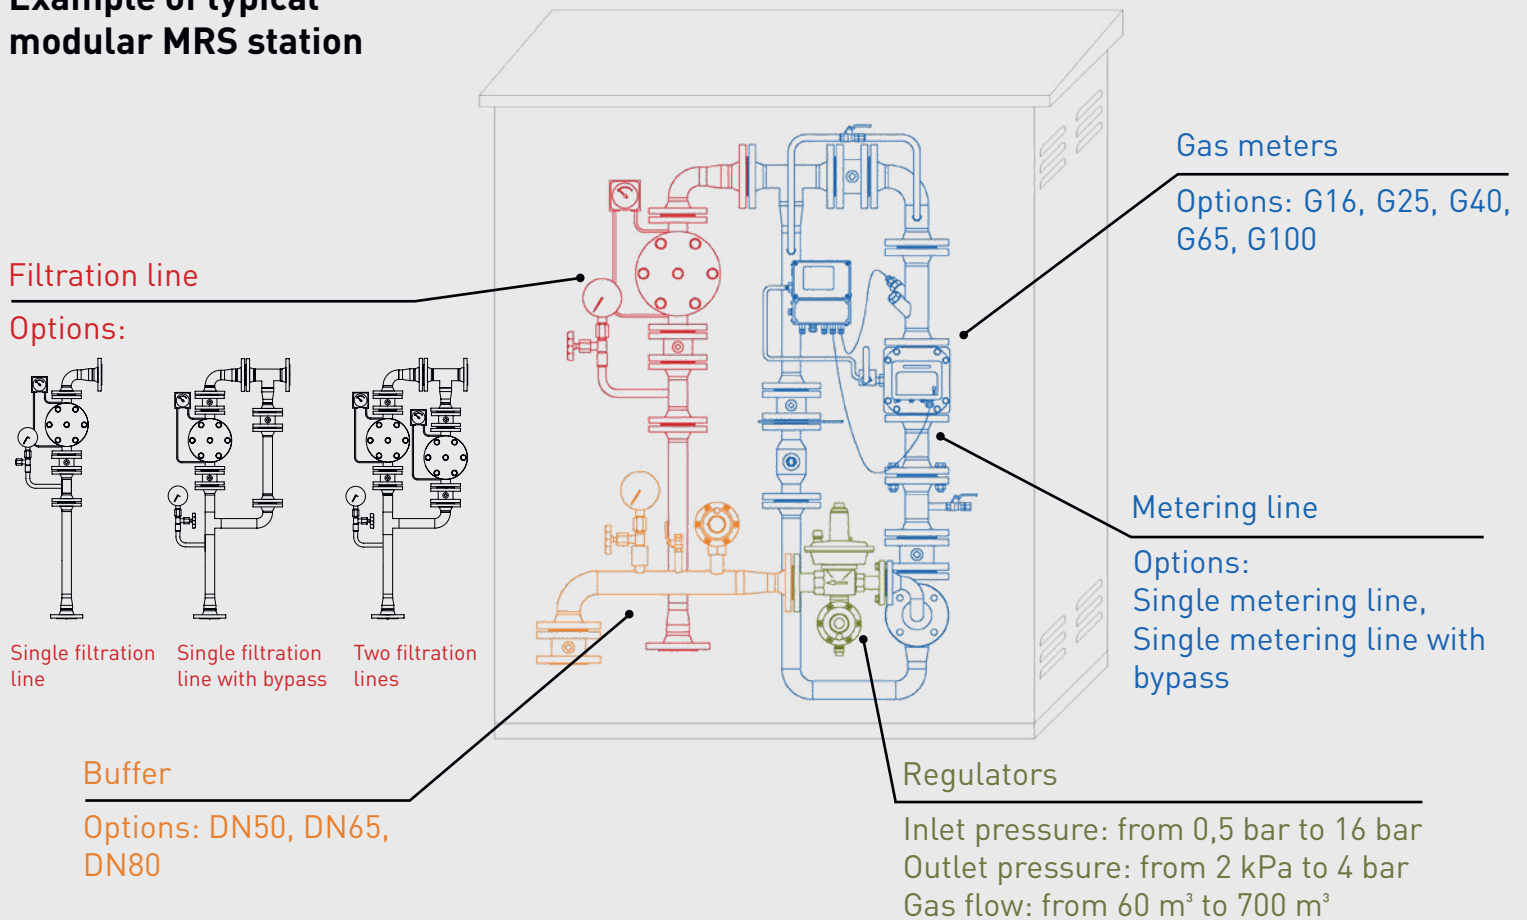 Example of typical
modular MRS station
Gas meters
Options: G16, G25, G40,
G65, G100
Filtration line
Options:
Single filtration
line
Single filtration
line with bypass
Two filtration
lines
Metering line
Options:
Single metering line,
Single metering line with
bypass
Buffer
Options: DN50, DN65,
DN80
Regulators
Inlet pressure: from 0,5 bar to 16 bar
Outlet pressure: from 2 kPa to 4 bar
Gas flow: from 60 m³ to 700 m³